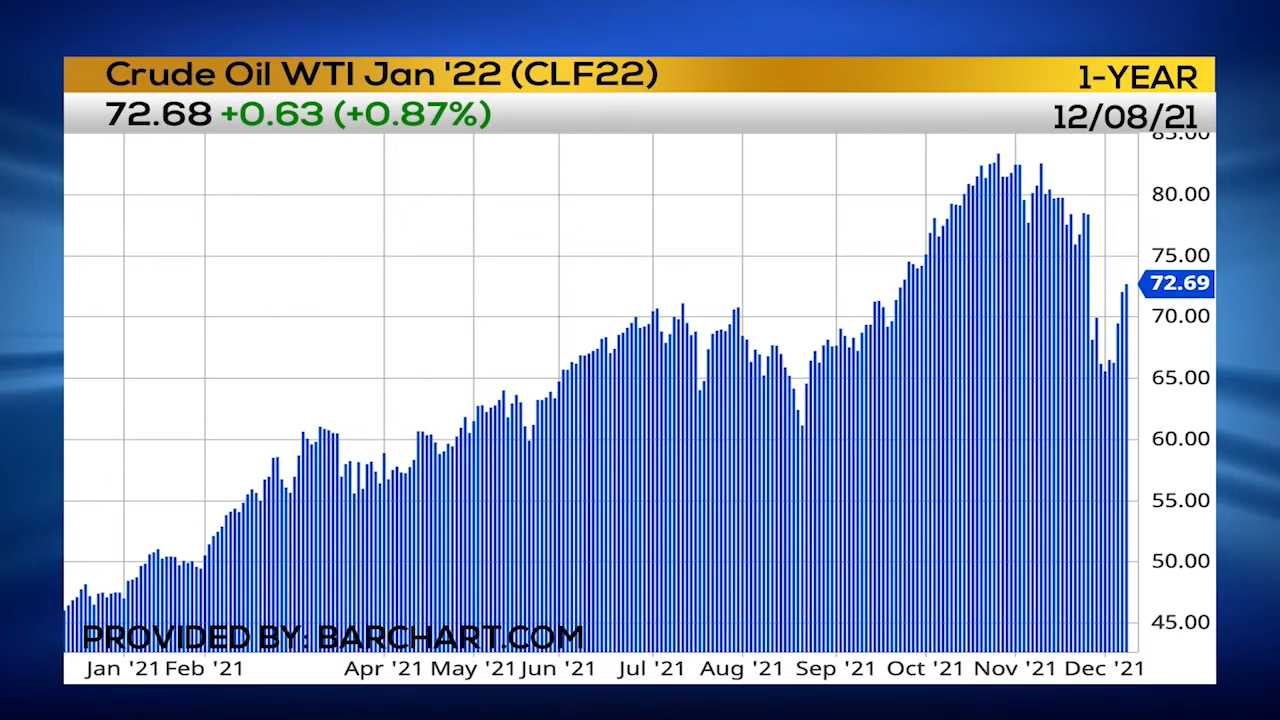 Crude Oil WTI Jan '22 (CLF22)
1-YEAR
72.68 +0.63 (+0.87%)
12/08/21
85.00
80.00
75.00
72.69
70.00
65.00
60.00
55.00
50.00
45.00
PROVIDED BY: BARCHART.COM
Jan '21 Feb '21 Apr '21 May '21 Jun '21 Jul '21 Aug '21 Sep '21 Oct '21 Nov '21 Dec '21